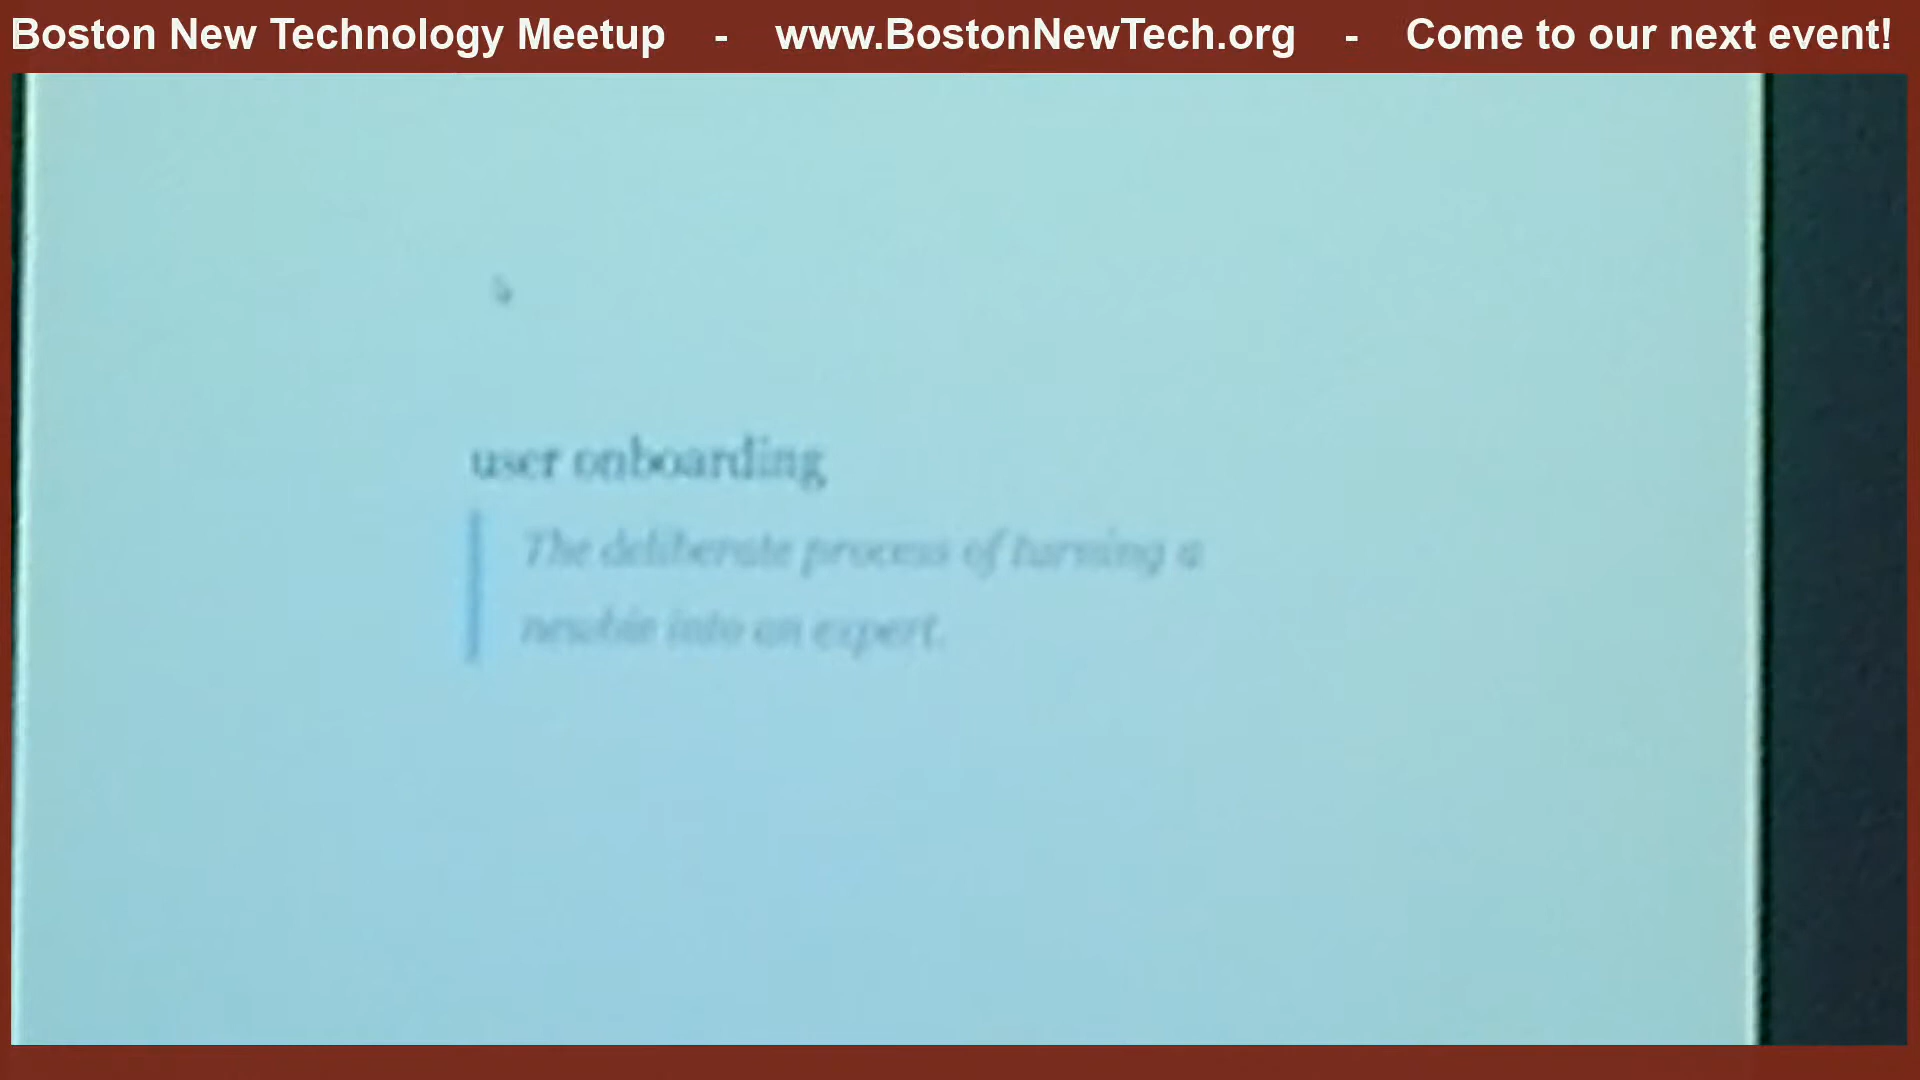 Boston New Technology Meetup - www.BostonNewTech.org - Come to our next event!
user onboarding
The deliberate process of turning a
newbie into an expert.